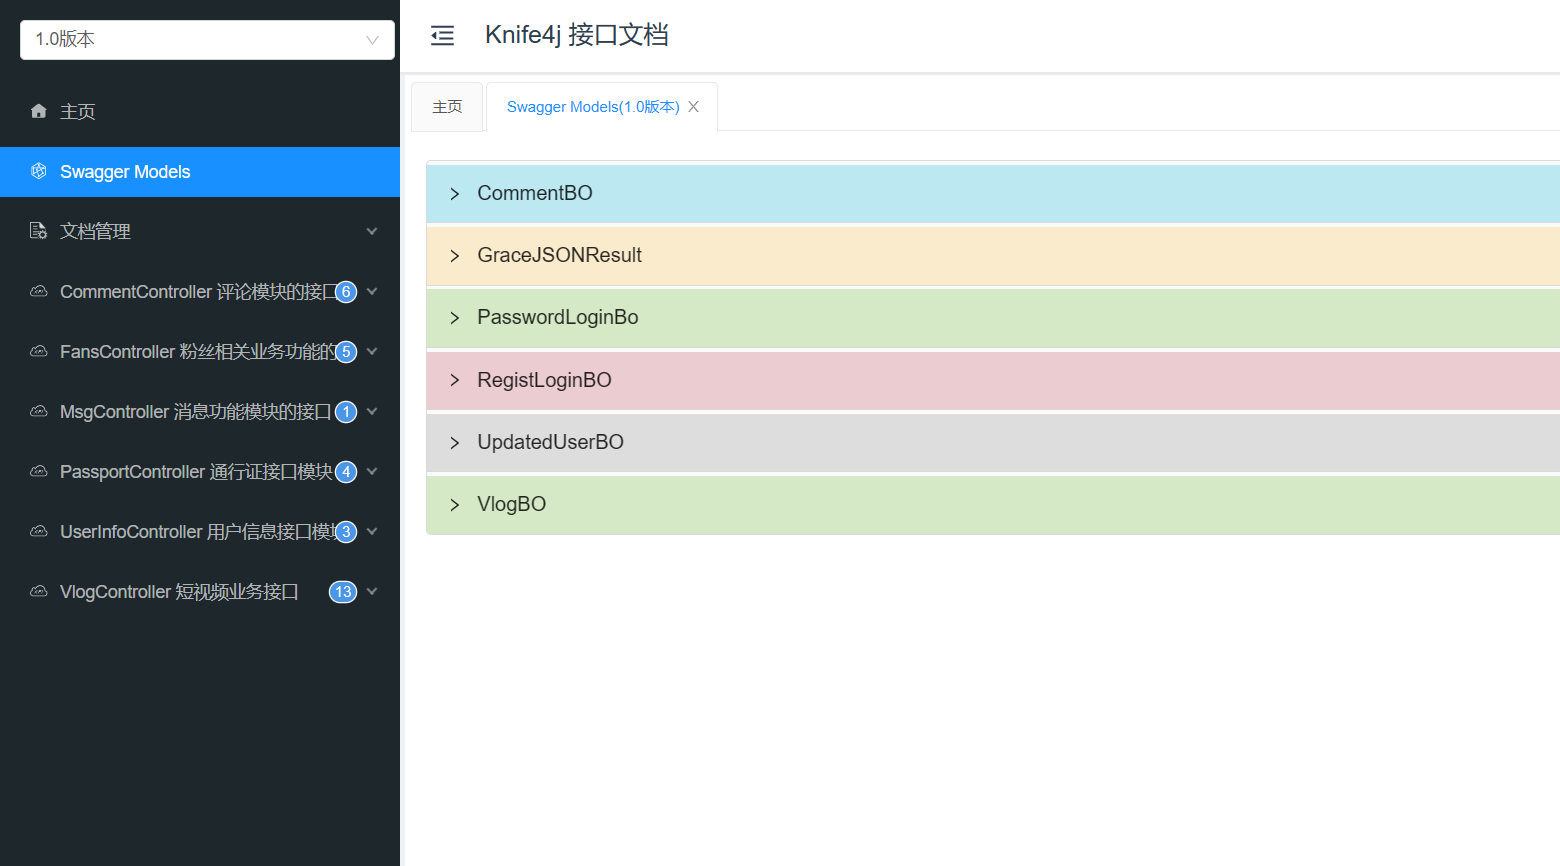 1.0版本
主页
Swagger Models
文档管理
CommentController 评论模块的接口 6
FansController 粉丝相关业务功能的 5
MsgController 消息功能模块的接口 1
PassportController 通行证接口模块 4
UserInfoController 用户信息接口模 3
VlogController 短视频业务接口 13
Knife4j 接口文档
主页
Swagger Models(1.0版本)
CommentBO
GraceJSONResult
PasswordLoginBo
RegistLoginBO
UpdatedUserBO
VlogBO